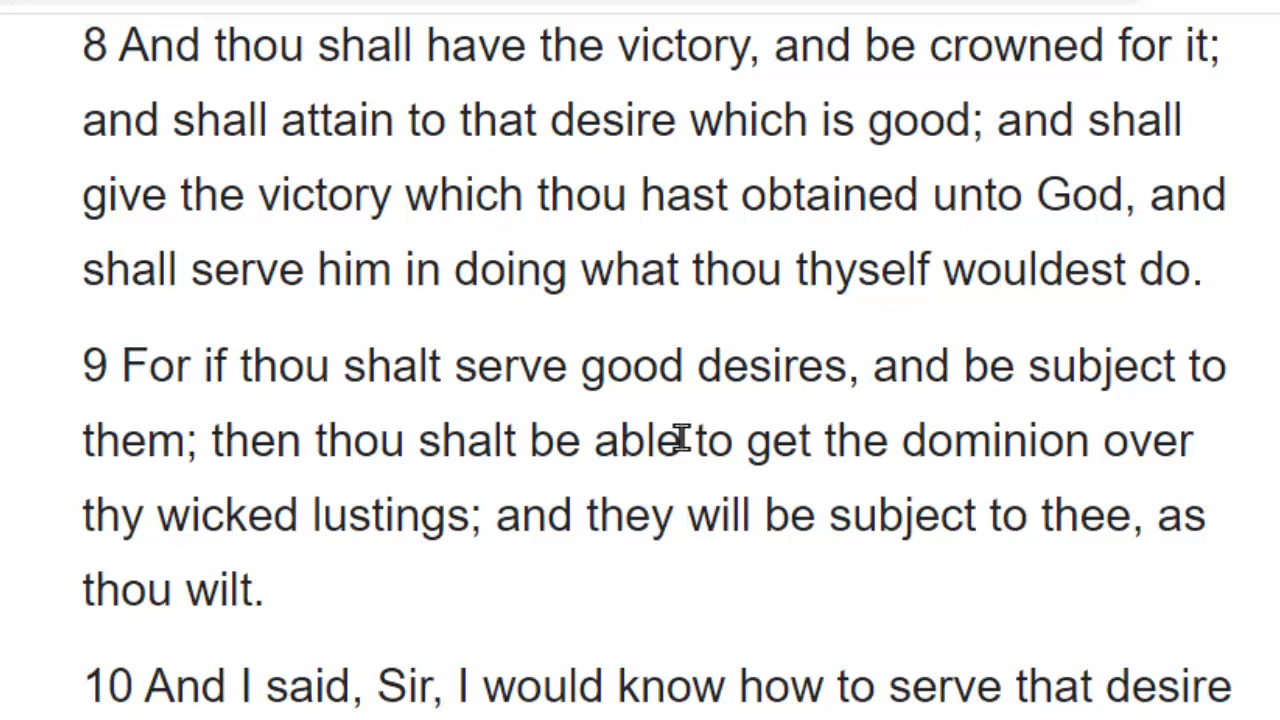 8 And thou shall have the victory, and be crowned for it;
and shall attain to that desire which is good; and shall
give the victory which thou hast obtained unto God, and
shall serve him in doing what thou thyself wouldest do.
9 For if thou shalt serve good desires, and be subject to
them; then thou shalt be able to get the dominion over
thy wicked lustings; and they will be subject to thee, as
thou wilt.
10 And I said, Sir, I would know how to serve that desire